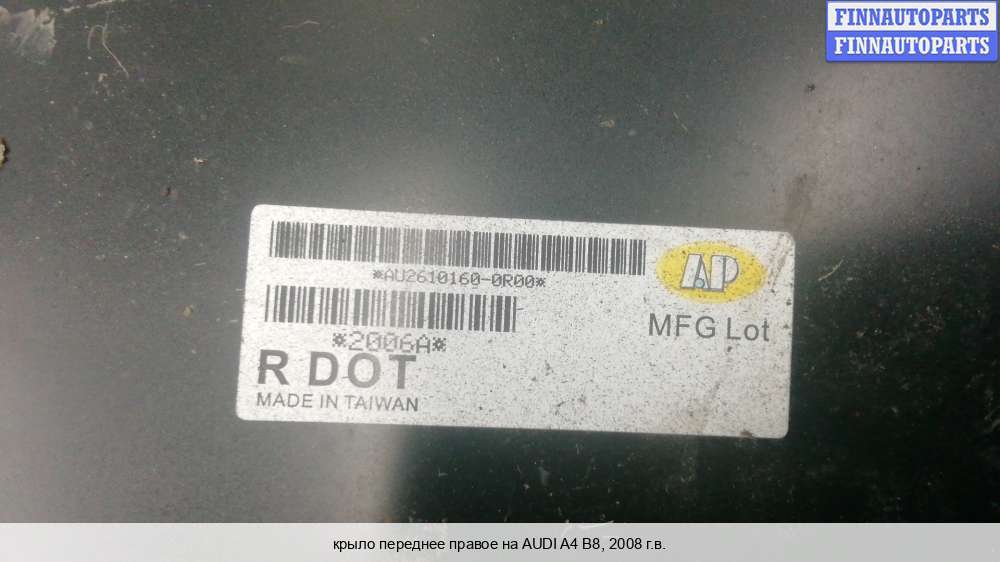 FINNAUTOPARTS
FINNAUTOPARTS
*AU2610160-0R00*
AP
*2006A*
MFG Lot
R DOT
MADE IN TAIWAN
крыло переднее правое на AUDI A4 B8, 2008 г.в.